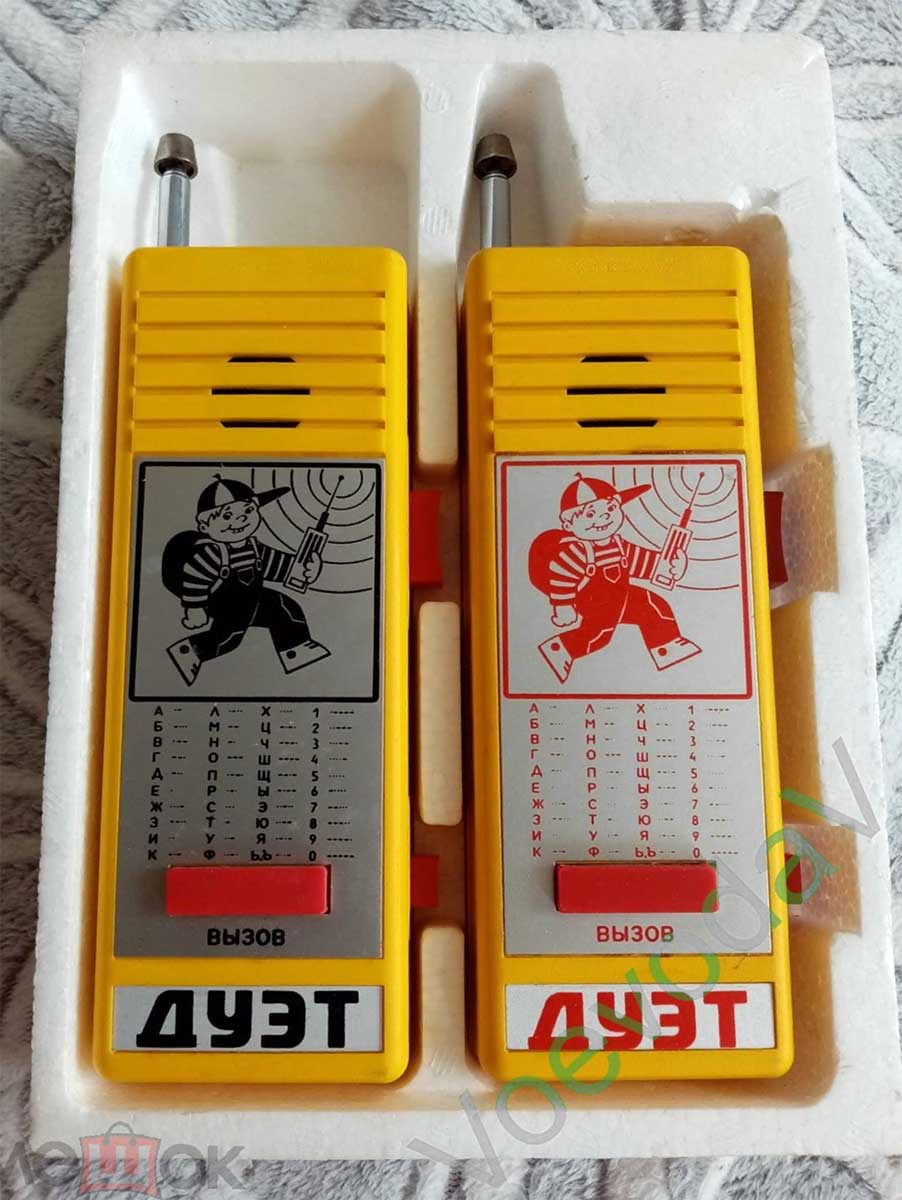 А Л Х 1
Б М Ц 2
В Н Ч 3
Г О Ш 4
Д П Щ 5
Е Р Ы 6
Ж С Э 7
З Т Ю 8
И У Я 9
К Ф Ь,Ъ 0
ВЫЗОВ
ДУЭТ
А Л Х 1
Б М Ц 2
В Н Ч 3
Г О Ш 4
Д П Щ 5
Е Р Ы 6
Ж С Э 7
З Т Ю 8
И У Я 9
К Ф Ь,Ъ 0
ВЫЗОВ
ДУЭТ
Voevodav